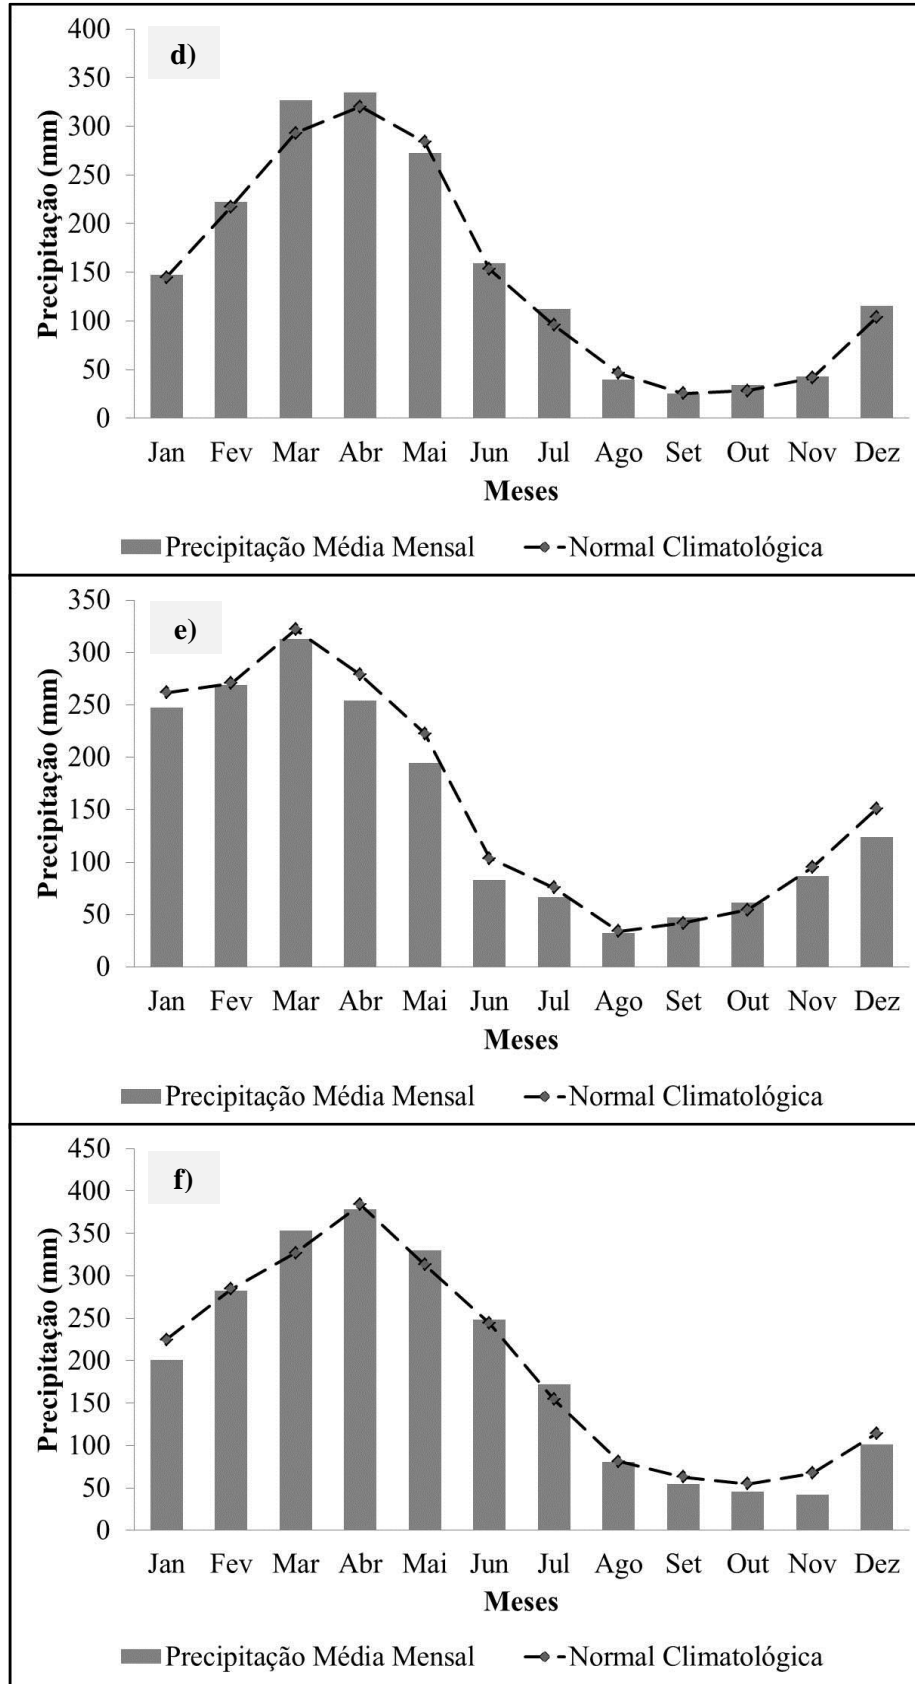 d)
Precipitação (mm)
400
350
300
250
200
150
100
50
0
Jan Fev Mar Abr Mai Jun Jul Ago Set Out Nov Dez
Meses
Precipitação Média Mensal Normal Climatológica
e)
Precipitação (mm)
350
300
250
200
150
100
50
0
Jan Fev Mar Abr Mai Jun Jul Ago Set Out Nov Dez
Meses
Precipitação Média Mensal Normal Climatológica
f)
Precipitação (mm)
450
400
350
300
250
200
150
100
50
0
Jan Fev Mar Abr Mai Jun Jul Ago Set Out Nov Dez
Meses
Precipitação Média Mensal Normal Climatológica